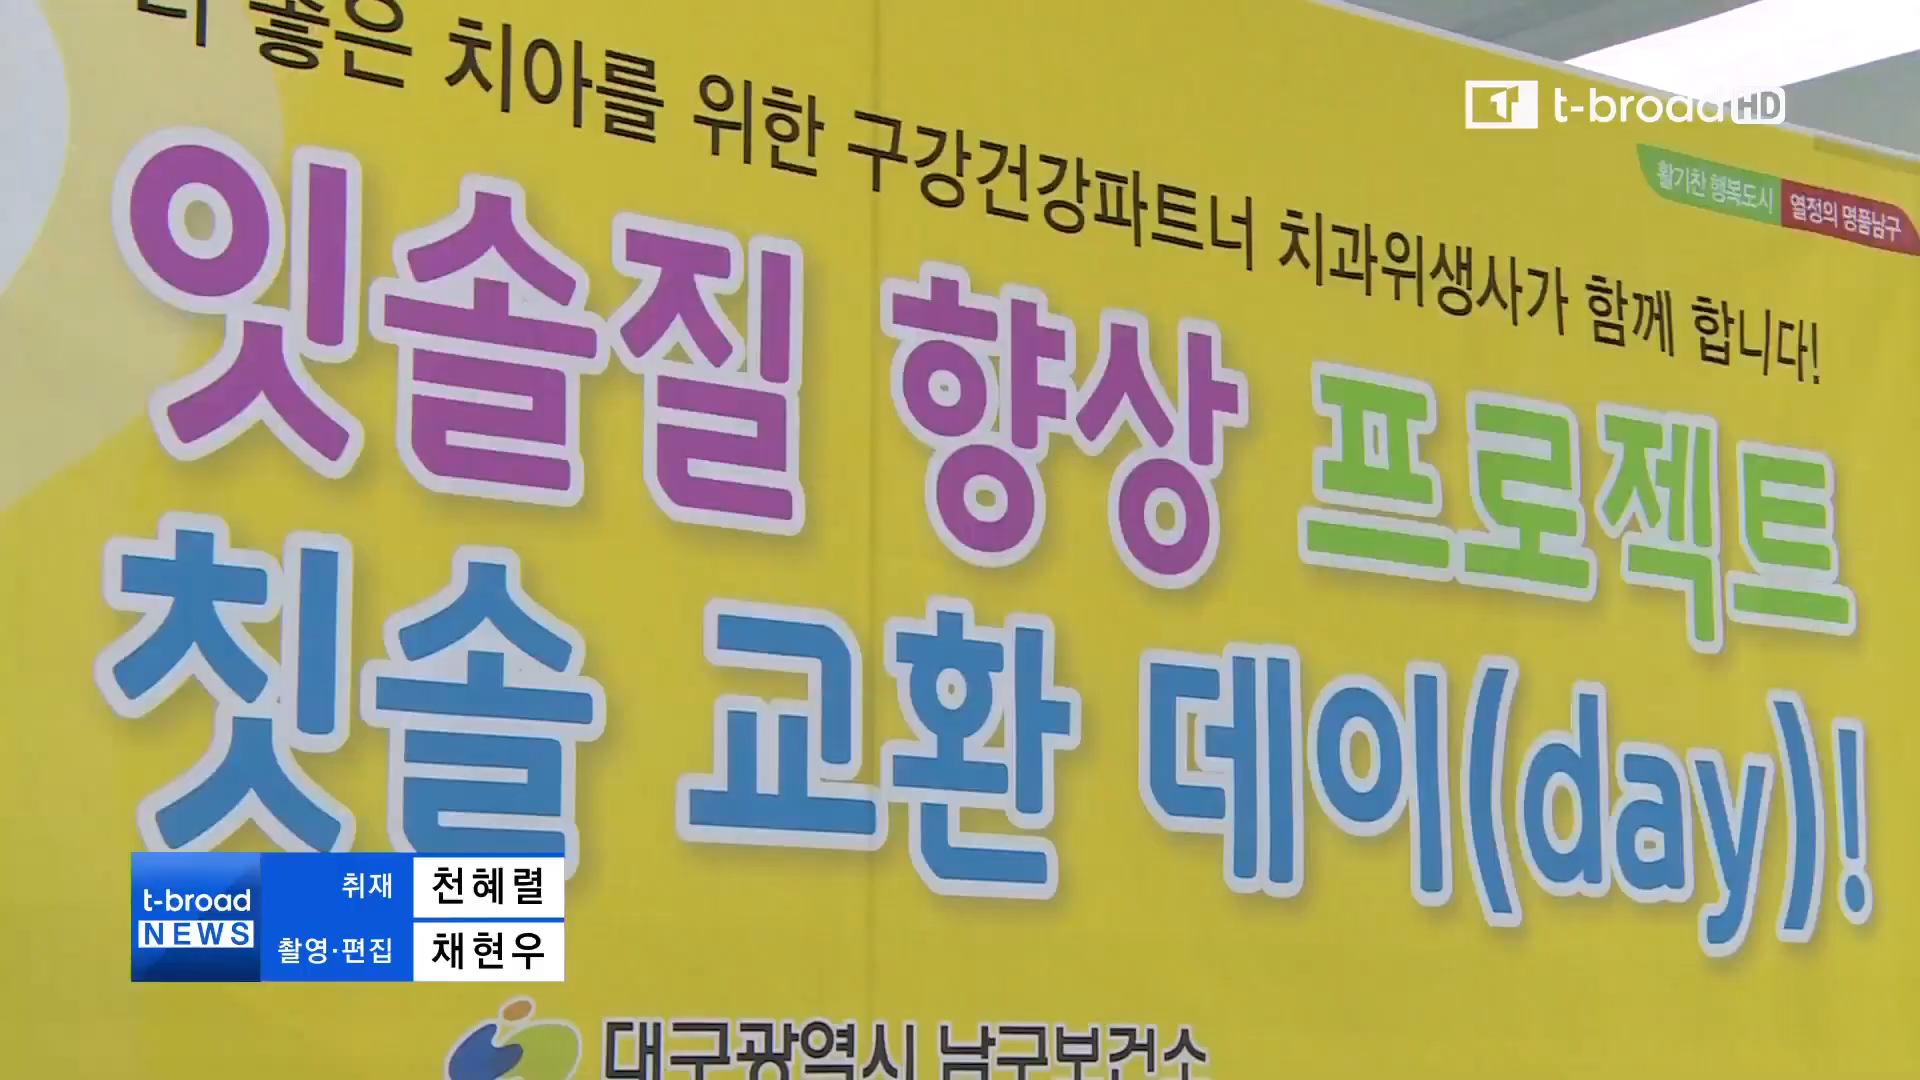 좋은 치아를 위한 구강건강파트너 치과위생사가 함께 합니다!
t-broad HD
활기찬 행복도시 열정의 명품남구
잇솔질 향상 프로젝트
칫솔 교환 데이(day)!
t-broad NEWS
취재 천혜렬
촬영·편집 채현우
대구광역시 남구보건소